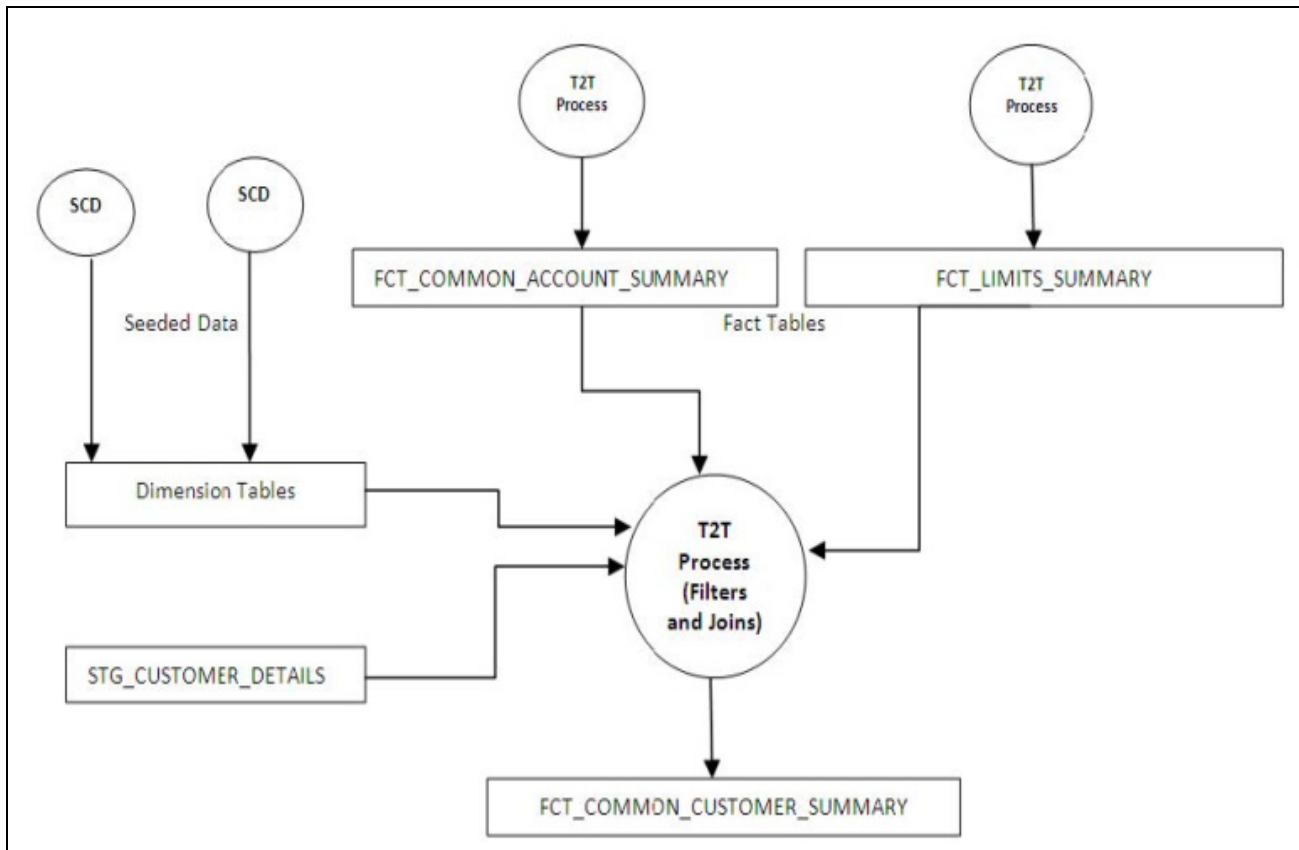 T2T
Process
T2T
Process
SCD
SCD
FCT_COMMON_ACCOUNT_SUMMARY
FCT_LIMITS_SUMMARY
Seeded Data
Fact Tables
Dimension Tables
T2T
Process
(Filters
and Joins)
STG_CUSTOMER_DETAILS
FCT_COMMON_CUSTOMER_SUMMARY